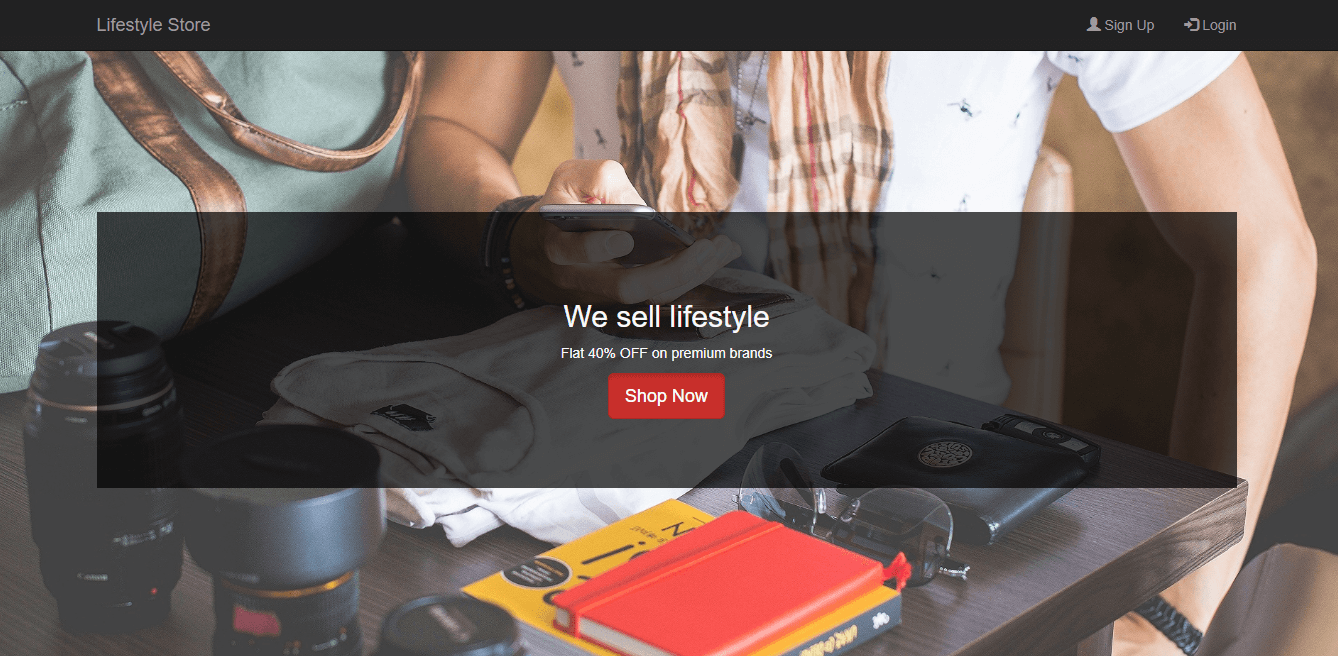 Lifestyle Store
Sign Up
Login
We sell lifestyle
Flat 40% OFF on premium brands
Shop Now